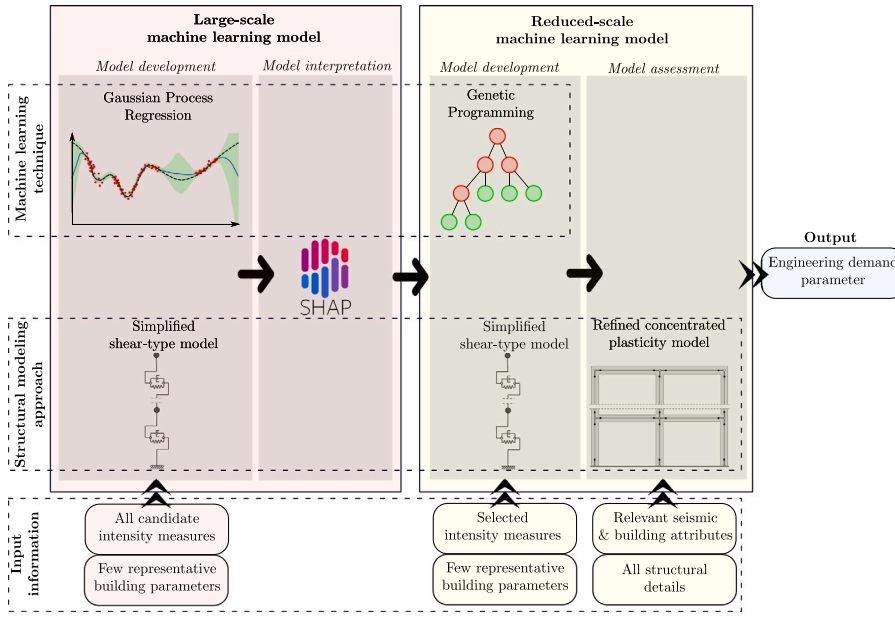 Large-scale
machine learning model
Reduced-scale
machine learning model
Model development
Model interpretation
Model development
Model assessment
Machine learning
technique
Gaussian Process
Regression
Genetic
Programming
SHAP
Output
Engineering demand
parameter
Structural modeling
approach
Simplified
shear-type model
Simplified
shear-type model
Refined concentrated
plasticity model
Input
information
All candidate
intensity measures
Few representative
building parameters
Selected
intensity measures
Few representative
building parameters
Relevant seismic
& building attributes
All structural
details